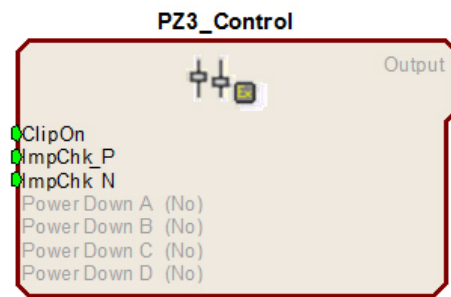 PZ3_Control
Output
ClipOn
ImpChk_P
ImpChk_N
Power Down A (No)
Power Down B (No)
Power Down C (No)
Power Down D (No)